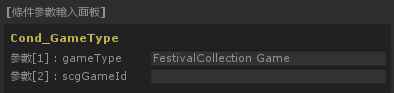 [條件參數輸入面板]
Cond_GameType
參數[1] : gameType FestivalCollection Game
參數[2] : scgGameId